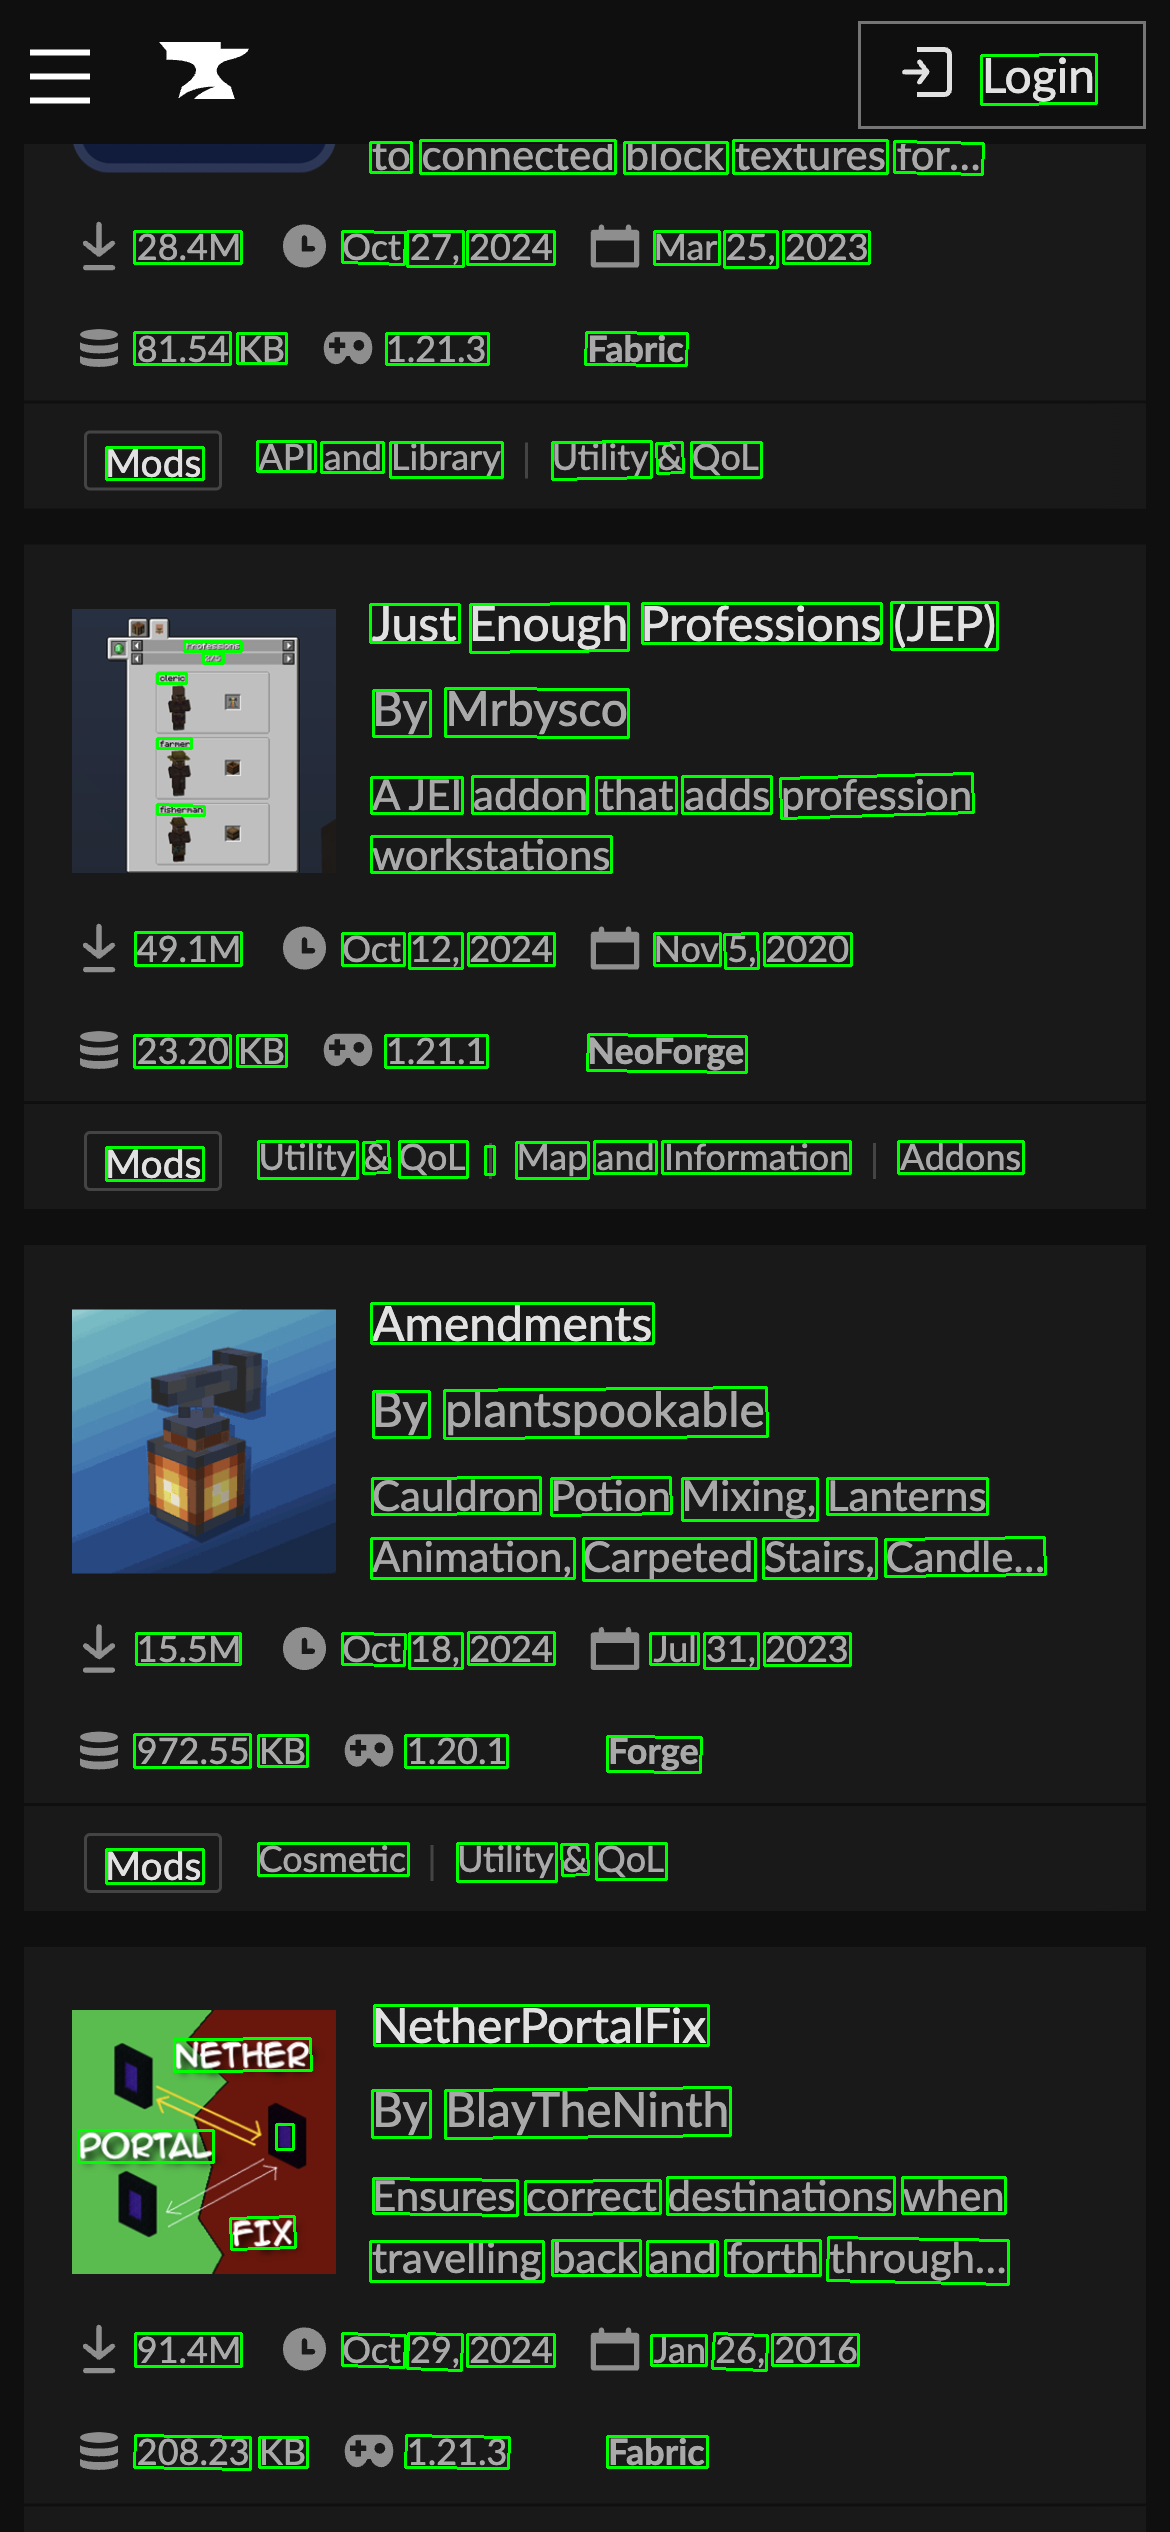 Login
to connected block textures for...
28.4M Oct 27, 2024 Mar 25, 2023
81.54 KB 1.21.3 Fabric
Mods API and Library | Utility & QoL
Just Enough Professions (JEP)
Professions
2/5
cleric
farmer
fisherman
By Mrbysco
A JEI addon that adds profession
workstations
49.1M Oct 12, 2024 Nov 5, 2020
23.20 KB 1.21.1 NeoForge
Mods Utility & QoL | Map and Information | Addons
Amendments
By plantspookable
Cauldron Potion Mixing, Lanterns
Animation, Carpeted Stairs, Candle...
15.5M Oct 18, 2024 Jul 31, 2023
972.55 KB 1.20.1 Forge
Mods Cosmetic | Utility & QoL
NETHER
PORTAL
FIX
NetherPortalFix
By BlayTheNinth
Ensures correct destinations when
travelling back and forth through...
91.4M Oct 29, 2024 Jan 26, 2016
208.23 KB 1.21.3 Fabric